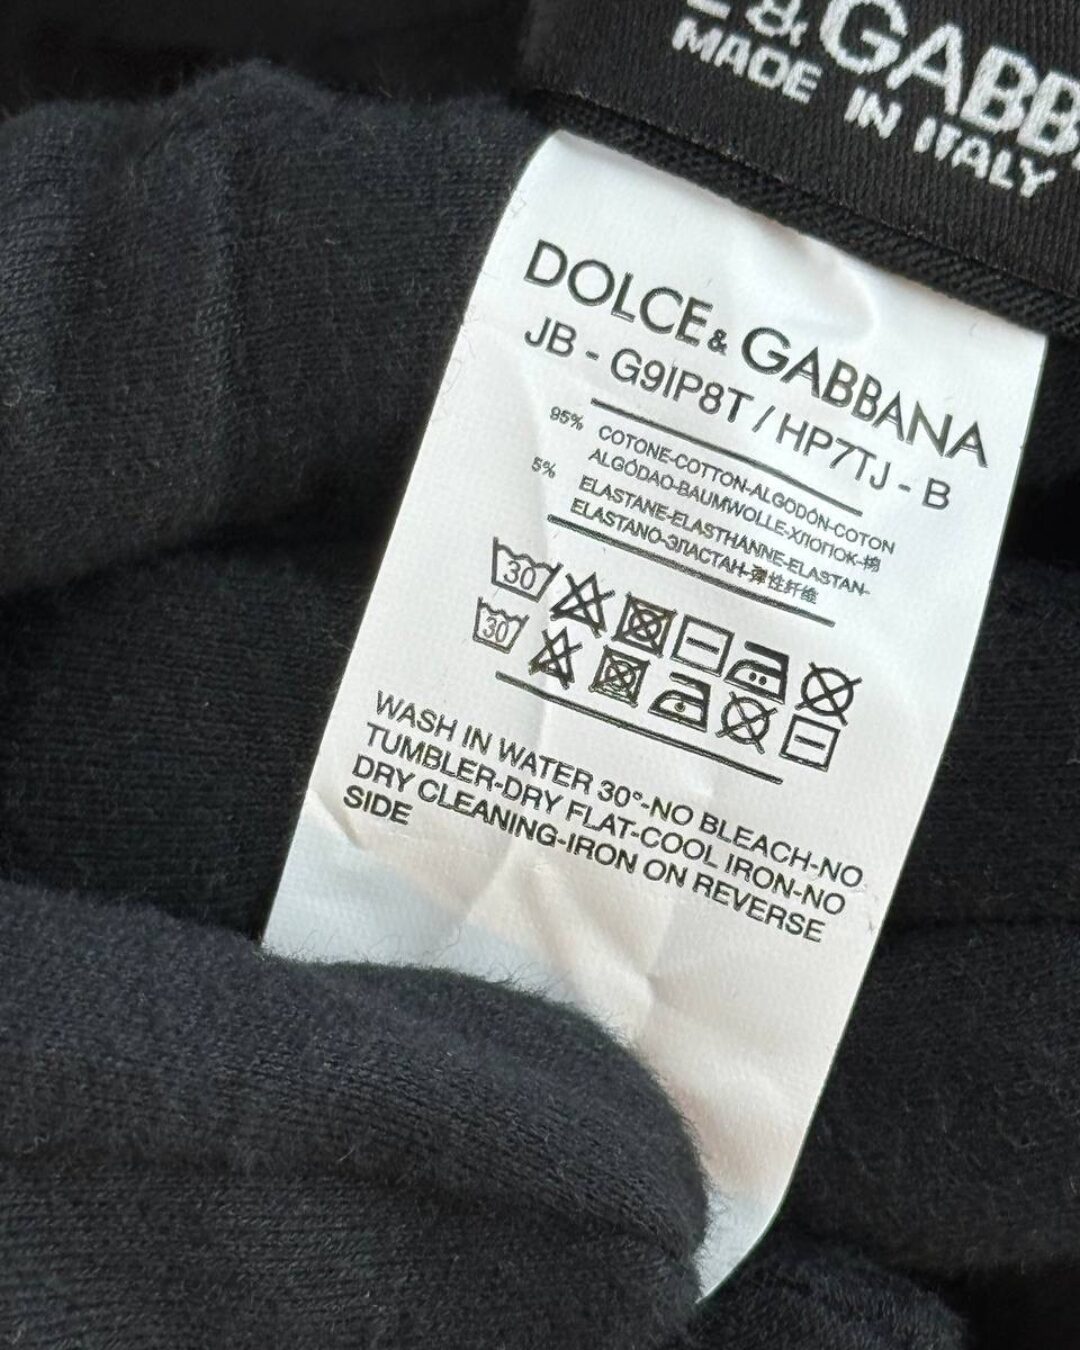 & GABB
MADE IN ITALY
DOLCE & GABBANA
JB - G9IP8T / HP7TJ - B
95% COTONE-COTTON-ALGODÓN-COTON
ALGÓDAO-BAUMWOLLE-ХЛОПОК-棉
5% ELASTANE-ELASTHANNE-ELASTAN-
ELASTANO-ЭЛАСТАН-弹性纤维
30
30
WASH IN WATER 30°-NO BLEACH-NO
TUMBLER-DRY FLAT-COOL IRON-NO
DRY CLEANING-IRON ON REVERSE
SIDE